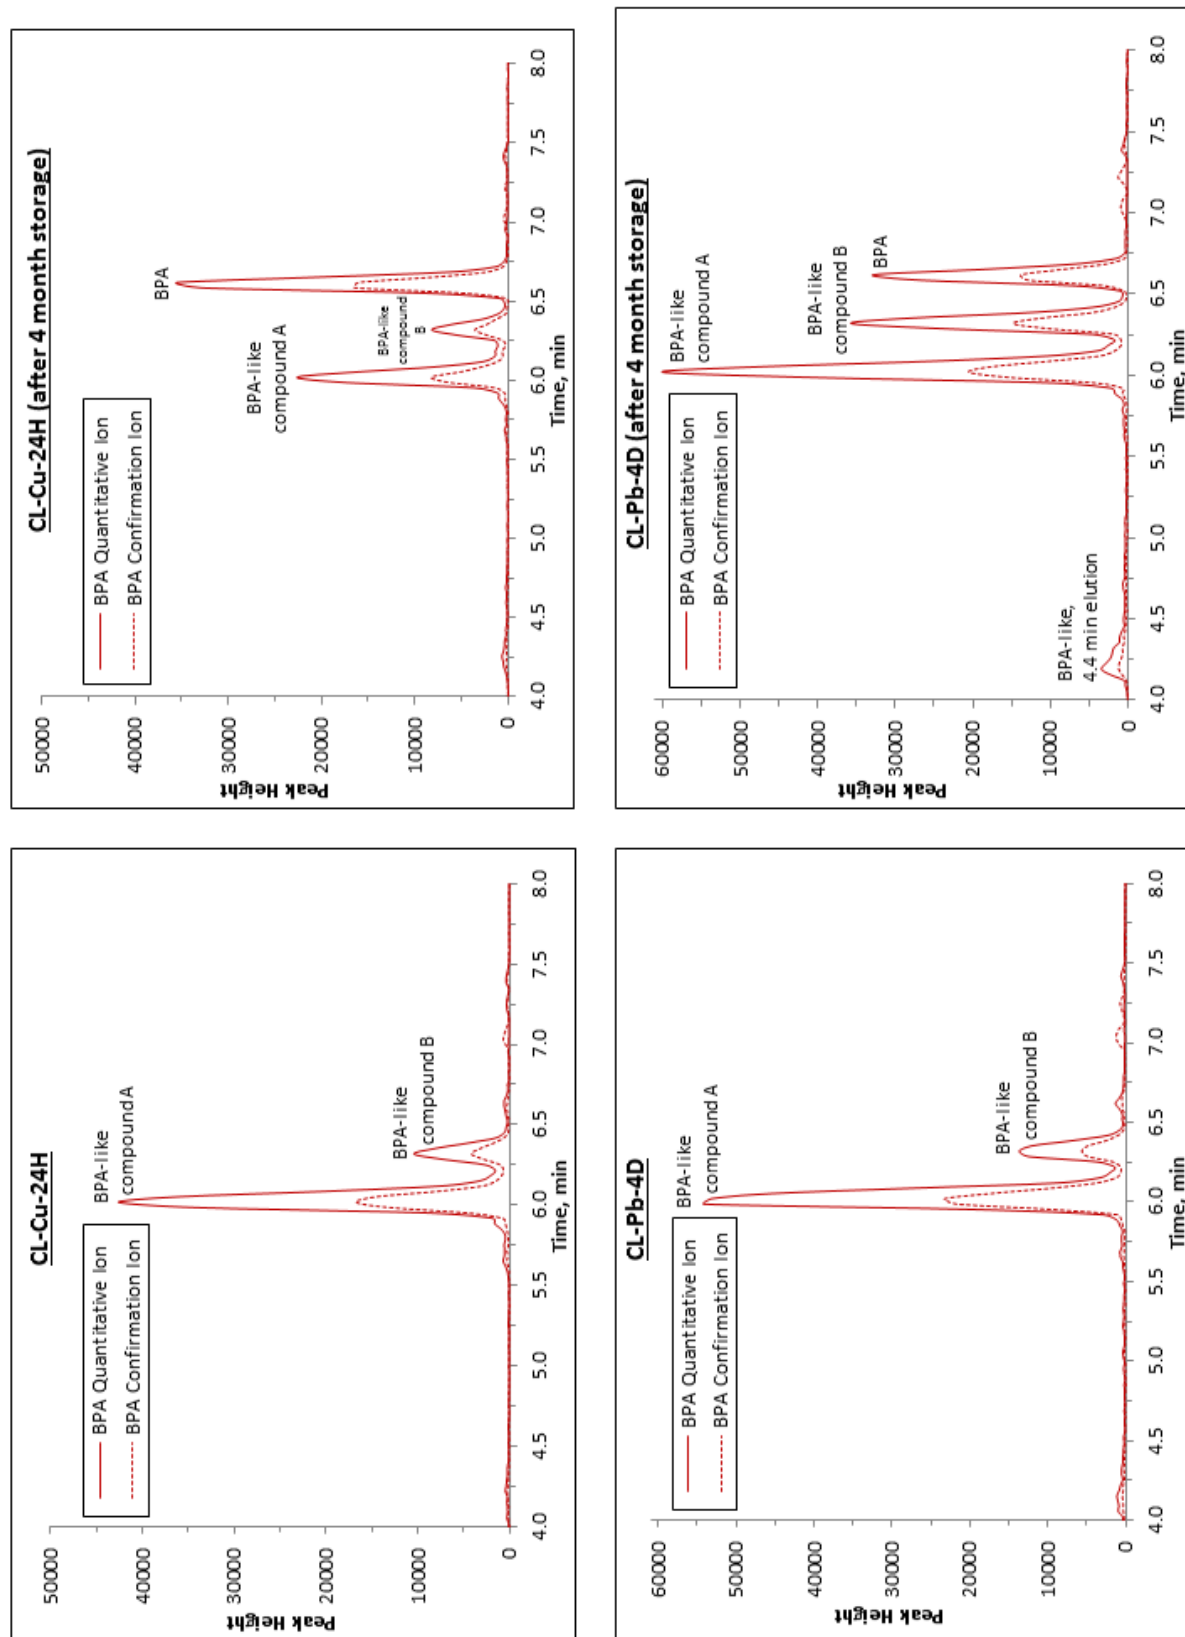 CL-Cu-24H
50000
40000
30000
20000
10000
0
Peak Height
BPA Quantitative Ion
BPA Confirmation Ion
BPA-like
compound A
BPA-like
compound B
4.0
4.5
5.0
5.5
6.0
6.5
7.0
7.5
8.0
Time, min
CL-Cu-24H (after 4 month storage)
50000
40000
30000
20000
10000
0
Peak Height
BPA Quantitative Ion
BPA Confirmation Ion
BPA-like
compound A
BPA-like
compound
B
BPA
4.0
4.5
5.0
5.5
6.0
6.5
7.0
7.5
8.0
Time, min
CL-Pb-4D
60000
50000
40000
30000
20000
10000
0
Peak Height
BPA Quantitative Ion
BPA Confirmation Ion
BPA-like
compound A
BPA-like
compound B
4.0
4.5
5.0
5.5
6.0
6.5
7.0
7.5
8.0
Time, min
CL-Pb-4D (after 4 month storage)
60000
50000
40000
30000
20000
10000
0
Peak Height
BPA Quantitative Ion
BPA Confirmation Ion
BPA-like,
4.4 min elution
BPA-like
compound A
BPA-like
compound B
BPA
4.0
4.5
5.0
5.5
6.0
6.5
7.0
7.5
8.0
Time, min